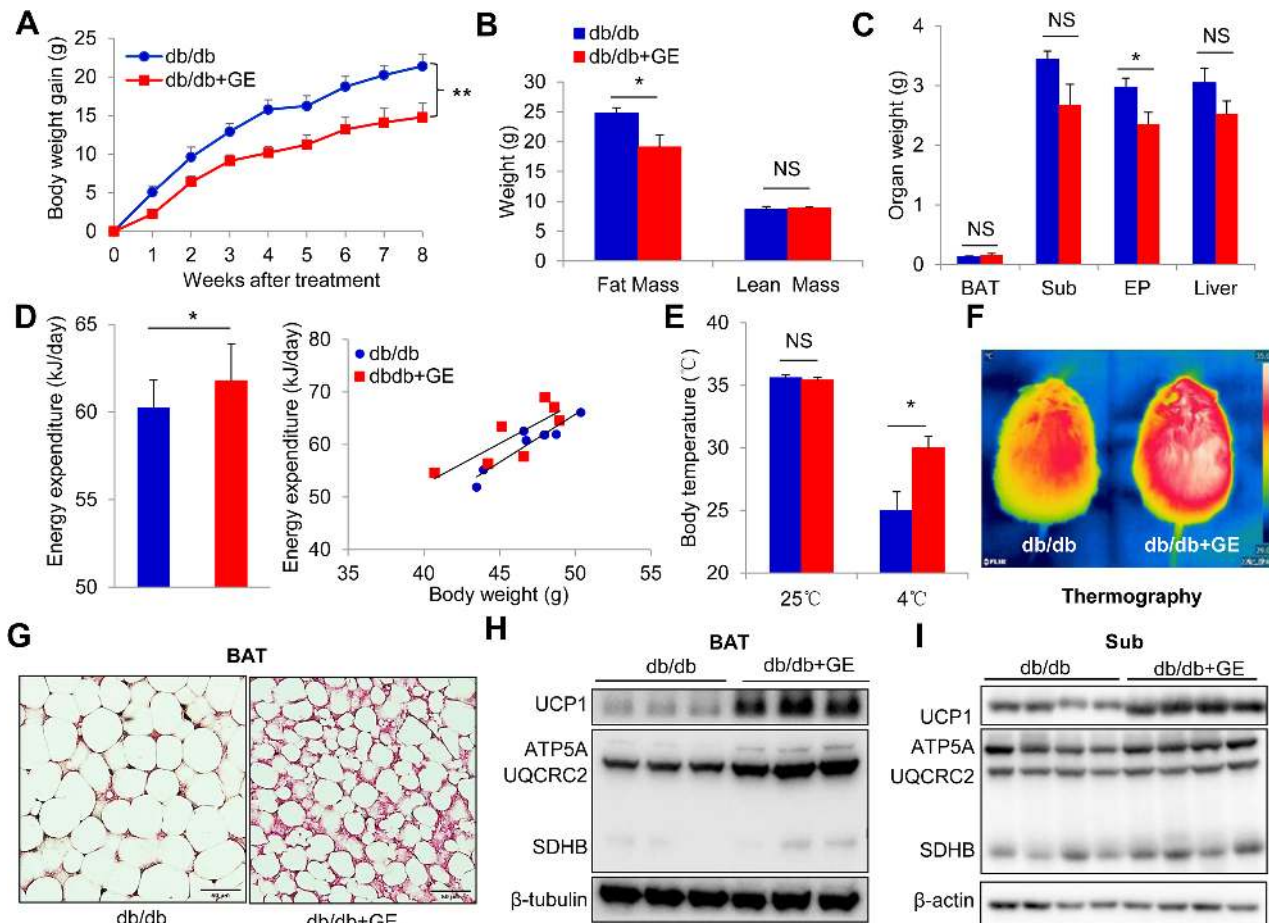 A
db/db
db/db+GE
Body weight gain (g)
25
20
15
10
5
0
**
0 1 2 3 4 5 6 7 8
Weeks after treatment
B
db/db
db/db+GE
Weight (g)
30
25
20
15
10
5
0
*
NS
Fat Mass Lean Mass
C
Organ weight (g)
4
2
0
NS NS * NS
BAT Sub EP Liver
D
Energy expenditure (kJ/day)
65
60
55
50
*
Energy expenditure (kJ/day)
80
70
60
50
40
db/db
dbdb+GE
35 40 45 50 55
Body weight (g)
E
Body temperature (℃)
40
35
30
25
20
NS
*
25℃ 4℃
F
℃
db/db db/db+GE
Thermography
G
BAT
db/db db/db+GE
H
BAT
db/db db/db+GE
UCP1
ATP5A
UQCRC2
SDHB
β-tubulin
I
Sub
db/db db/db+GE
UCP1
ATP5A
UQCRC2
SDHB
β-actin